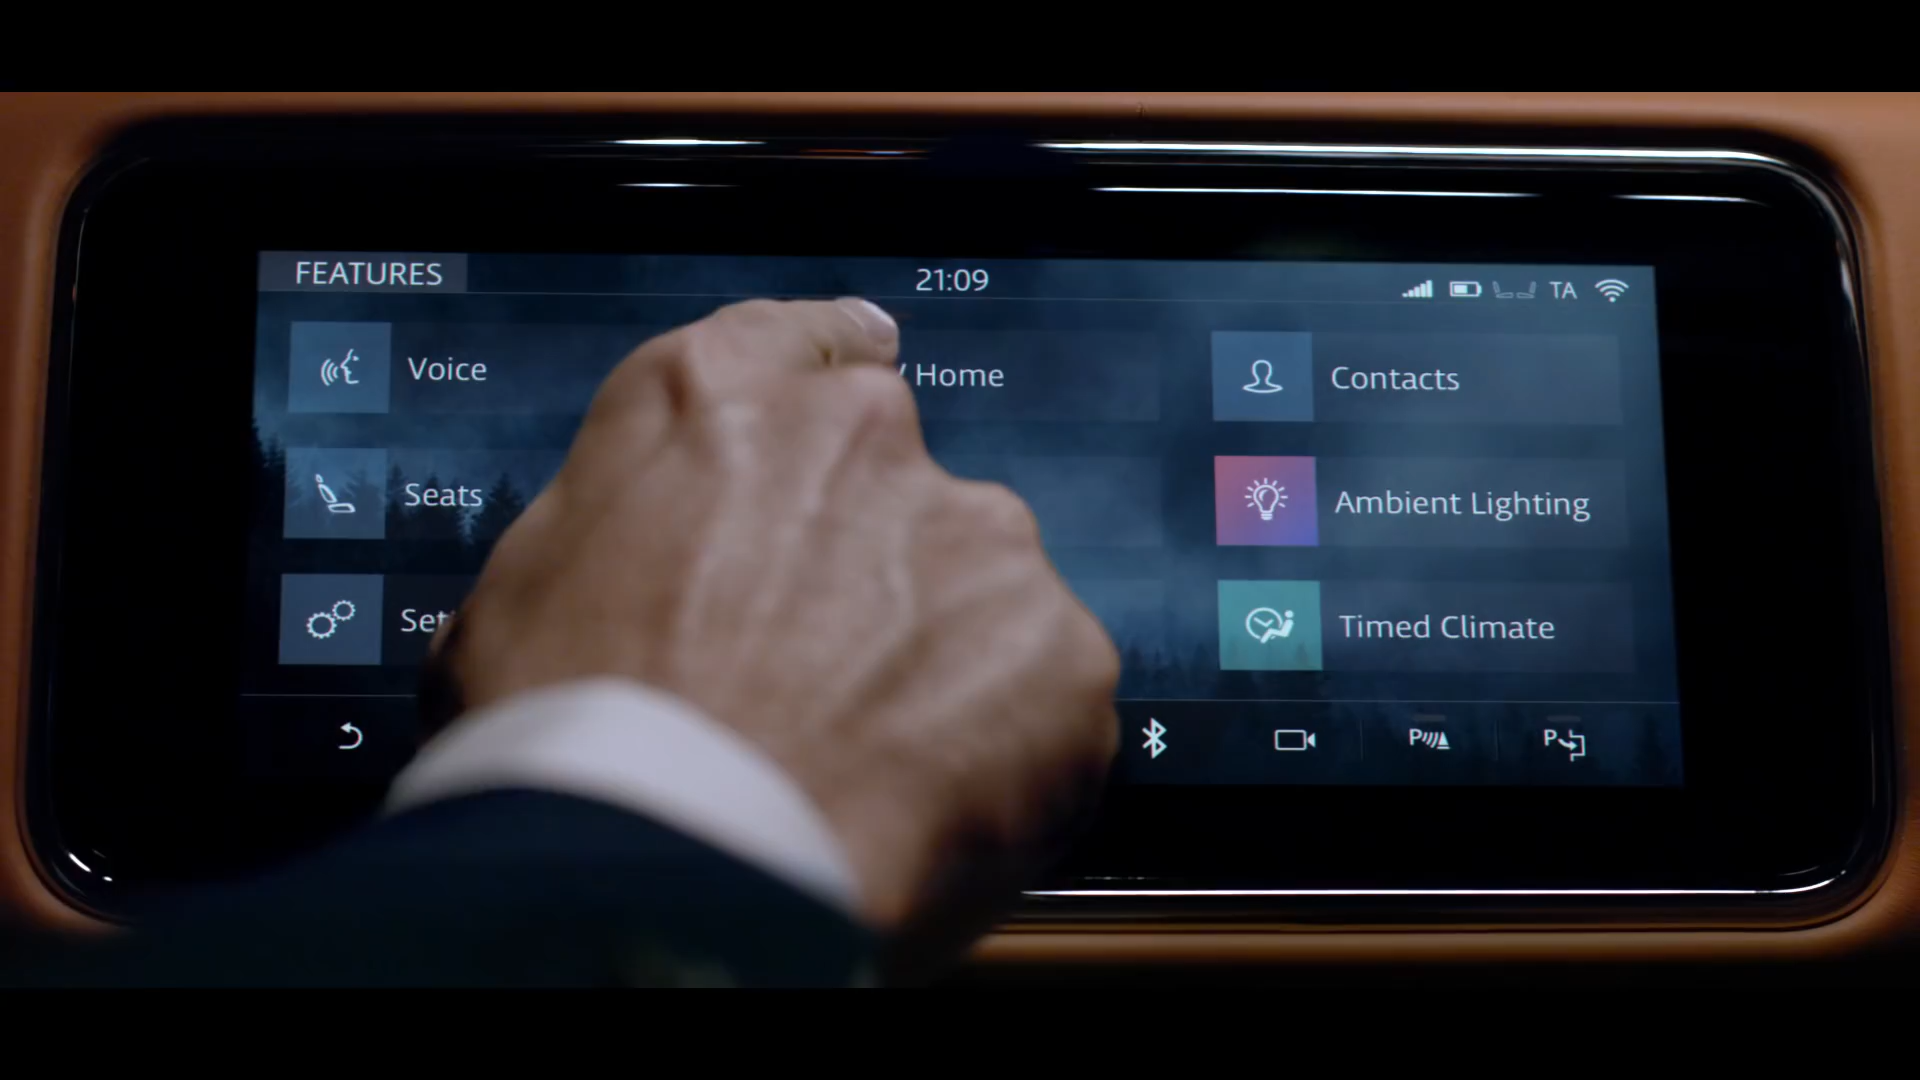 FEATURES
21:09
TA
Voice
/ Home
Contacts
Seats
Ambient Lighting
Timed Climate
P
P